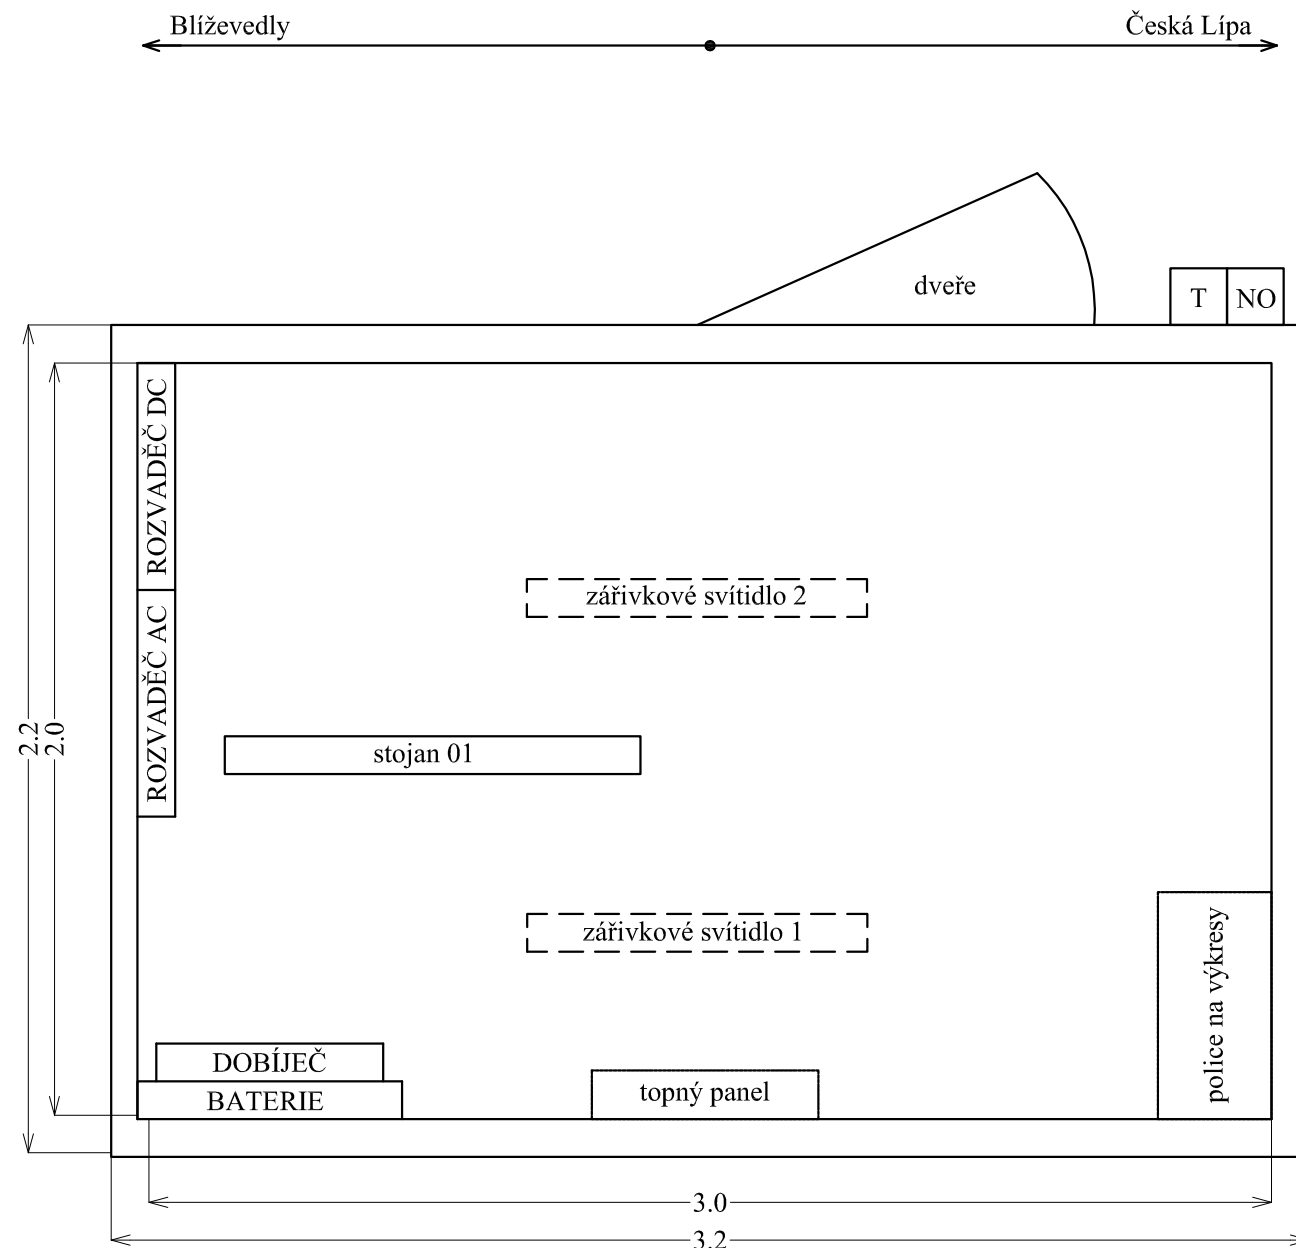 Blíževedly
Česká Lípa
dveře
T
NO
ROZVADĚČ DC
zářivkové svítidlo 2
ROZVADĚČ AC
2.2
2.0
stojan 01
zářivkové svítidlo 1
police na výkresy
DOBÍJEČ
BATERIE
topný panel
3.0
3.2